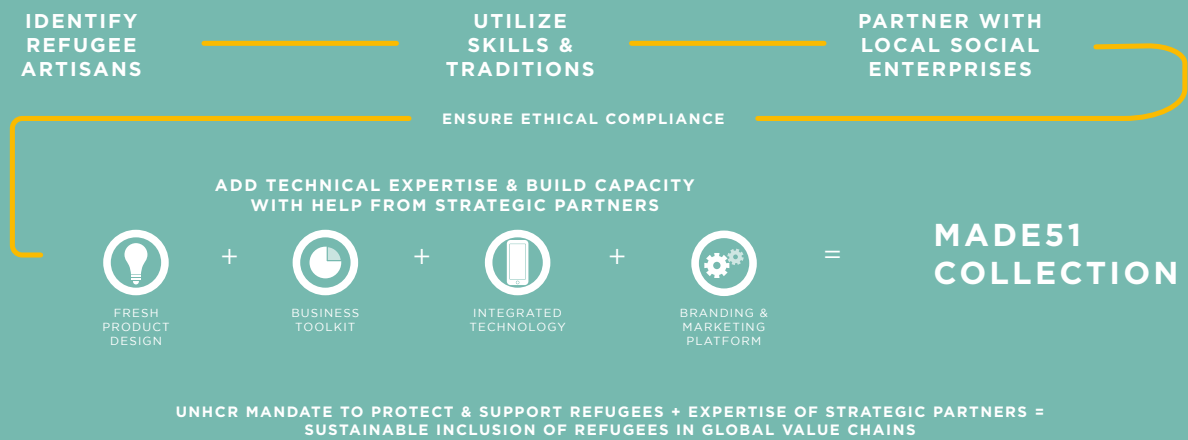 IDENTIFY
REFUGEE
ARTISANS
UTILIZE
SKILLS &
TRADITIONS
PARTNER WITH
LOCAL SOCIAL
ENTERPRISES
ENSURE ETHICAL COMPLIANCE
ADD TECHNICAL EXPERTISE & BUILD CAPACITY
WITH HELP FROM STRATEGIC PARTNERS
+
+
+
=
FRESH
PRODUCT
DESIGN
BUSINESS
TOOLKIT
INTEGRATED
TECHNOLOGY
BRANDING &
MARKETING
PLATFORM
MADE51
COLLECTION
UNHCR MANDATE TO PROTECT & SUPPORT REFUGEES + EXPERTISE OF STRATEGIC PARTNERS =
SUSTAINABLE INCLUSION OF REFUGEES IN GLOBAL VALUE CHAINS